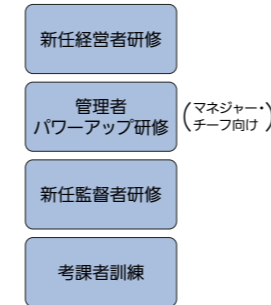 新任経営者研修
管理者
パワーアップ研修
(マネジャー・
チーフ向け)
新任監督者研修
考課者訓練